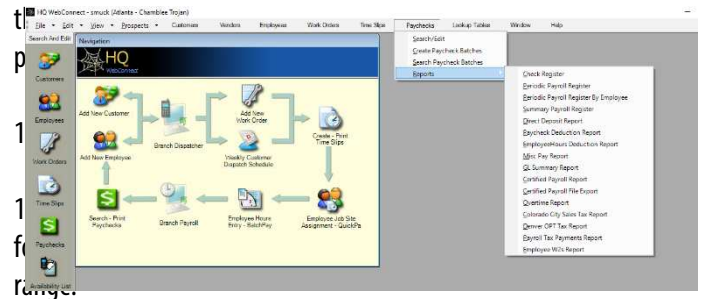 th
HQ WebConnect - smuck (Atlanta - Chamblee Trojan)
File Edit View Prospects Customers Vendors Employees Work Orders Time Slips Paychecks Lookup Tables Window Help
Search And Edit
Navigation
p
HQ
WebConnect
Customers
Employees
Work Orders
Time Slips
Paychecks
Availability List
Add New Customer
Add New Employee
Branch Dispatcher
Add New
Work Order
Weekly Customer
Dispatch Schedule
Create - Print
Time Slips
Search - Print
Paychecks
Branch Payroll
Employee Hours
Entry - BatchPay
Employee Job Site
Assignment - QuickPa
Search/Edit
Create Paycheck Batches
Search Paycheck Batches
Reports
Check Register
Periodic Payroll Register
Periodic Payroll Register By Employee
Summary Payroll Register
Direct Deposit Report
Paycheck Deduction Report
EmployeeHours Deduction Report
Misc Pay Report
GL Summary Report
Certified Payroll Report
Certified Payroll File Export
Overtime Report
Colorado City Sales Tax Report
Denver OPT Tax Report
Payroll Tax Payments Report
Employee W2s Report
1
1
fo
range.